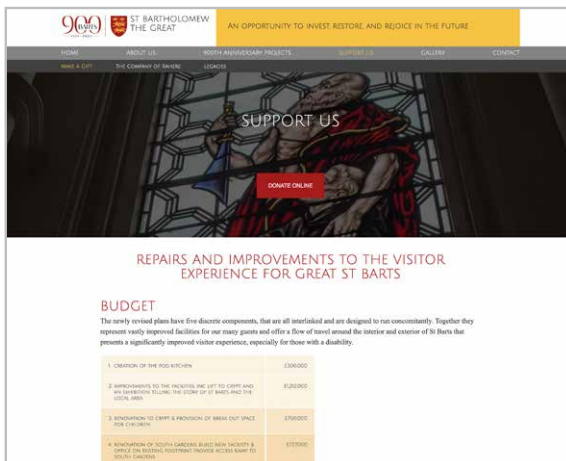 900
BARTS
ST BARTHOLOMEW
THE GREAT
AN OPPORTUNITY TO INVEST, RESTORE, AND REJOICE IN THE FUTURE
HOME ABOUT US 900TH ANNIVERSARY PROJECTS SUPPORT US GALLERY CONTACT
MAKE A GIFT THE COMPANY OF RAHERE LEGACIES
SUPPORT US
DONATE ONLINE
REPAIRS AND IMPROVEMENTS TO THE VISITOR
EXPERIENCE FOR GREAT ST BARTS
BUDGET
The newly revised plans have five discrete components, that are all interlinked and are designed to run concomitantly. Together they
represent vastly improved facilities for our many guests and offer a flow of travel around the interior and exterior of St Barts that
presents a significantly improved visitor experience, especially for those with a disability.
1. CREATION OF THE POD KITCHEN
2. IMPROVEMENTS TO THE FACILITIES INC LIFT TO CRYPT AND
AN EXHIBITION TELLING THE STORY OF ST BARTS AND THE
LOCAL AREA
3. RENOVATION TO CRYPT & PROVISION OF BREAK OUT SPACE
FOR CHILDREN
4. RENOVATION OF SOUTH GARDENS BUILD NEW FACILITY &
OFFICE ON EXISTING FOOTPRINT PROVIDE ACCESS RAMP TO
SOUTH GARDENS